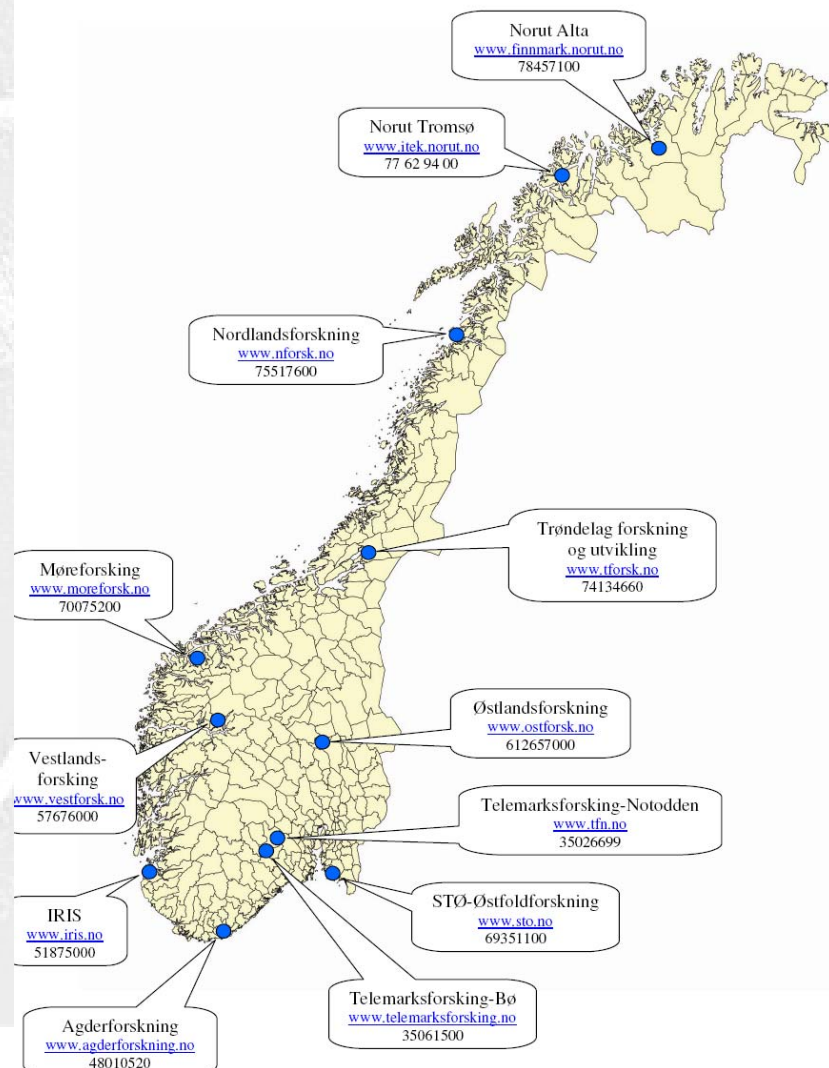 Norut Alta
www.finnmark.norut.no
78457100
Norut Tromsø
www.itek.norut.no
77 62 94 00
Nordlandsforskning
www.nforsk.no
75517600
Trøndelag forskning
og utvikling
www.tforsk.no
74134660
Møreforsking
www.moreforsk.no
70075200
Østlandsforskning
www.ostforsk.no
612657000
Vestlands-
forsking
www.vestforsk.no
57676000
Telemarksforsking-Notodden
www.tfn.no
35026699
STØ-Østfoldforskning
www.sto.no
69351100
IRIS
www.iris.no
51875000
Telemarksforsking-Bø
www.telemarksforsking.no
35061500
Agderforskning
www.agderforskning.no
48010520